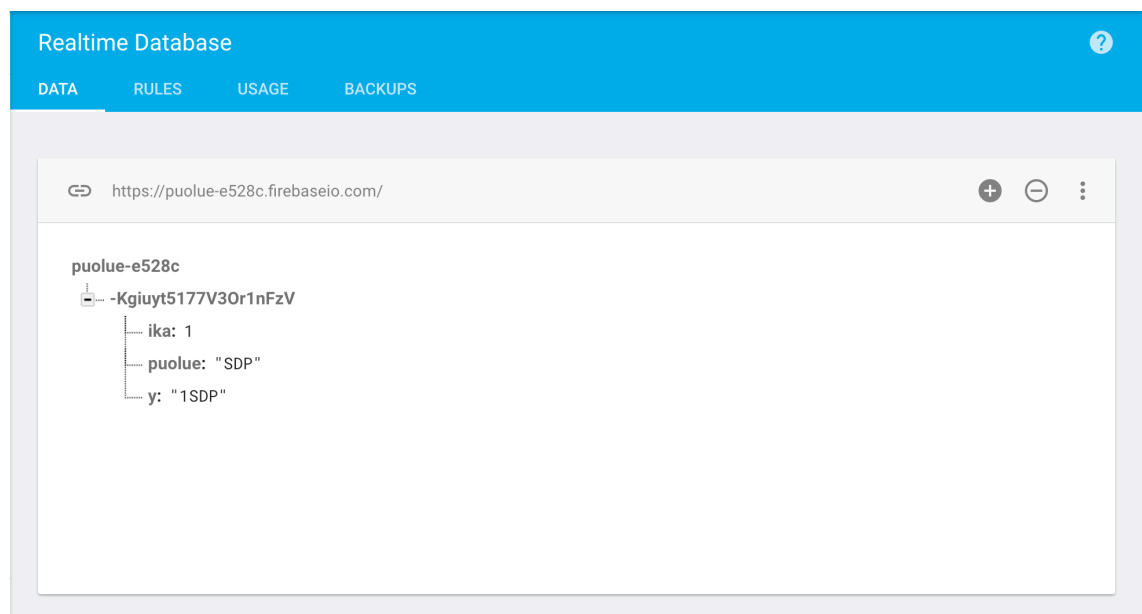 Realtime Database
DATA RULES USAGE BACKUPS
https://puolue-e528c.firebaseio.com/
puolue-e528c
-Kgiuyt5177V3Or1nFzV
ika: 1
puolue: "SDP"
y: "1SDP"